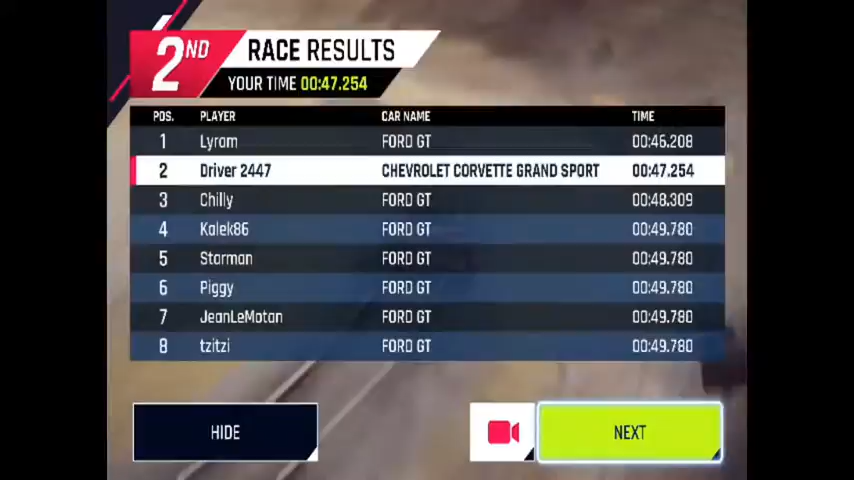 2ND
RACE RESULTS
YOUR TIME 00:47.254
POS. PLAYER CAR NAME TIME
1 Lyram FORD GT 00:46.208
2 Driver 2447 CHEVROLET CORVETTE GRAND SPORT 00:47.254
3 Chilly FORD GT 00:48.309
4 Kalek86 FORD GT 00:49.780
5 Starman FORD GT 00:49.780
6 Piggy FORD GT 00:49.780
7 JeanLeMotan FORD GT 00:49.780
8 tzitzi FORD GT 00:49.780
HIDE NEXT